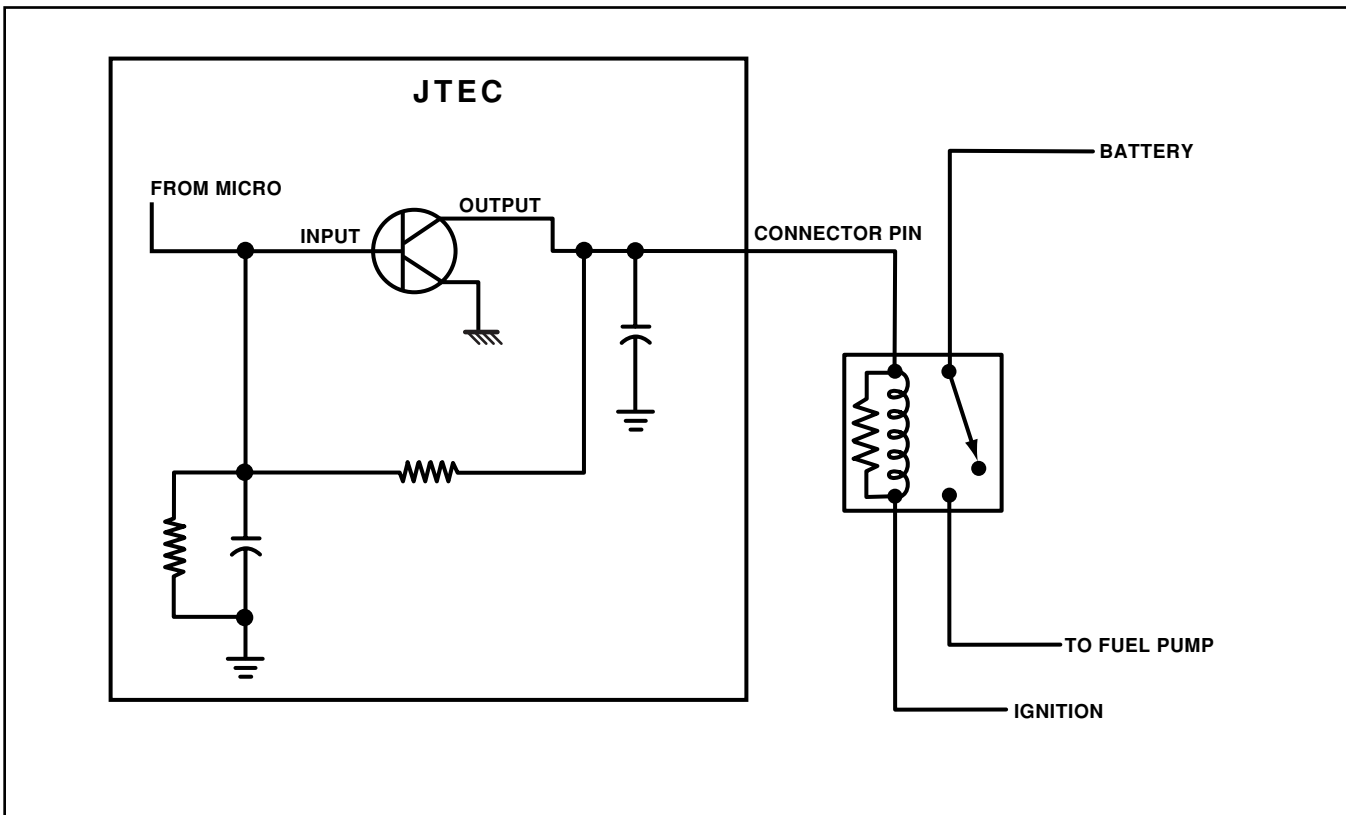 JTEC
FROM MICRO
INPUT
OUTPUT
CONNECTOR PIN
BATTERY
TO FUEL PUMP
IGNITION